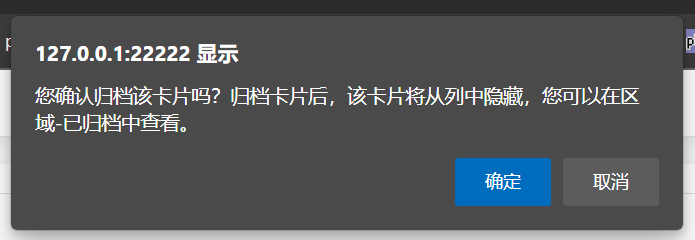 127.0.0.1:22222 显示
您确认归档该卡片吗？归档卡片后，该卡片将从列中隐藏，您可以在区
域-已归档中查看。
确定
取消